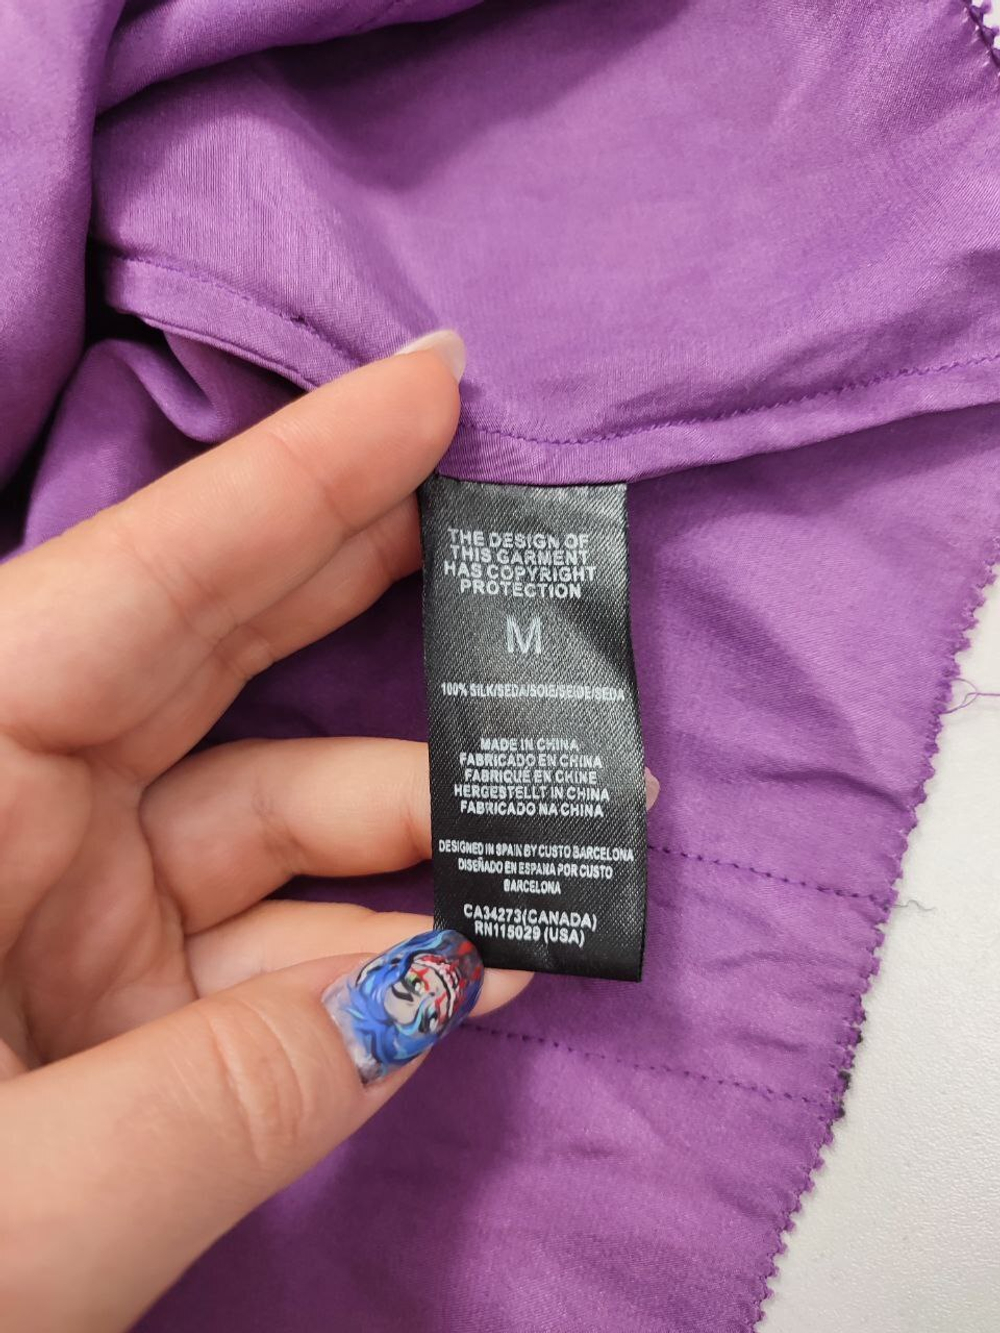 THE DESIGN OF
THIS GARMENT
HAS COPYRIGHT
PROTECTION
M
100% SILK/SEDA/SOIE/SEIDE/SEDA
MADE IN CHINA
FABRICADO EN CHINA
FABRIQUÉ EN CHINE
HERGESTELLT IN CHINA
FABRICADO NA CHINA
DESIGNED IN SPAIN BY CUSTO BARCELONA
DISEÑADO EN ESPANA POR CUSTO
BARCELONA
CA34273(CANADA)
RN115029 (USA)